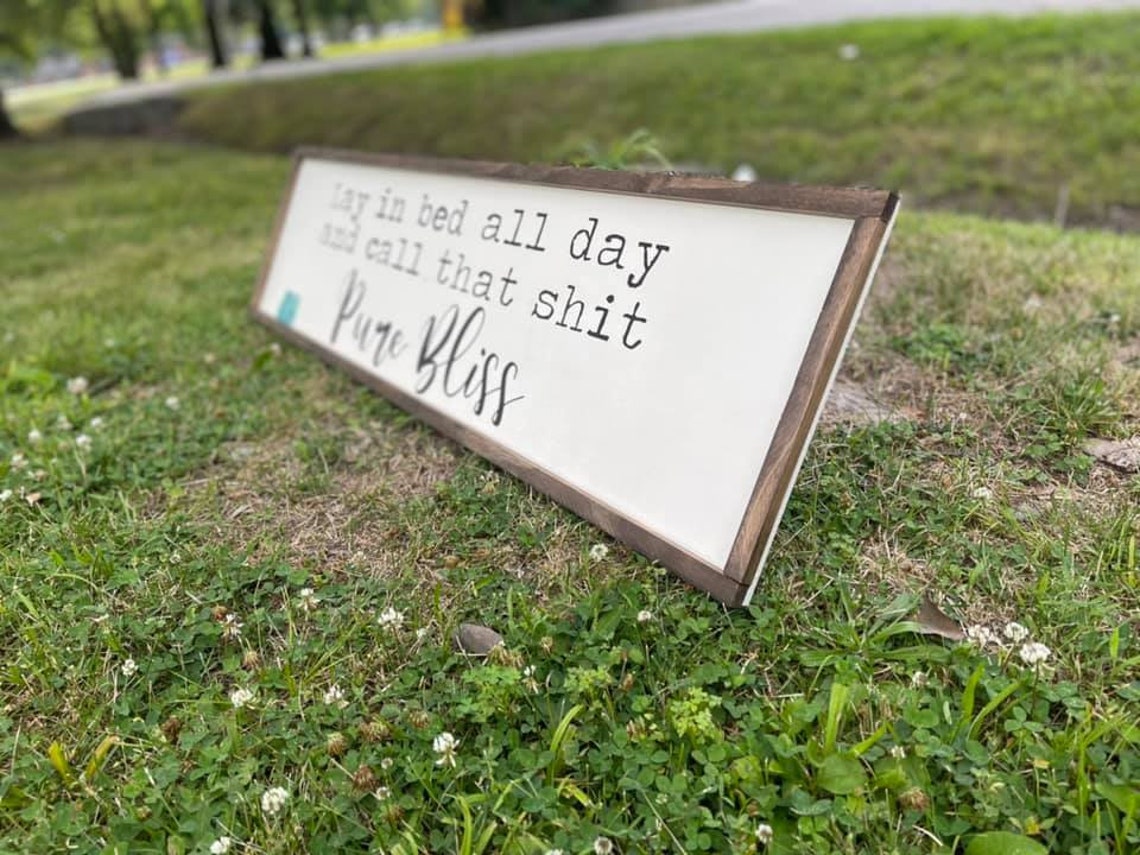 Lay in bed all day
and call that shit
Pure Bliss